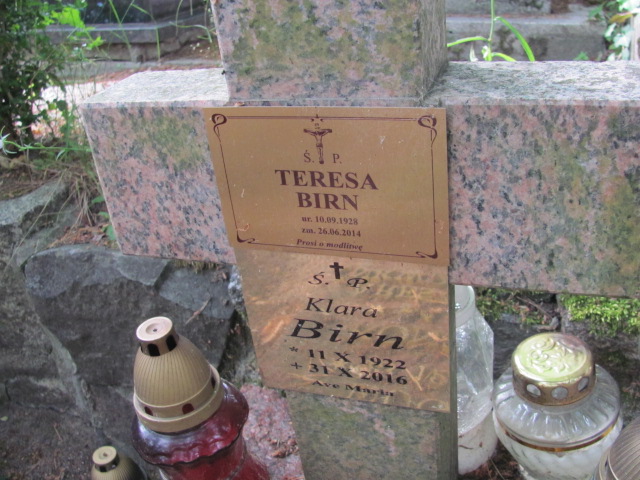 Ś. P.
TERESA
BIRN
ur. 10.09.1928
zm. 26.06.2014
Prosi o modlitwę
Ś. P.
Klara
Birn
* 11 X 1922
+ 31 X 2016
Ave Maria